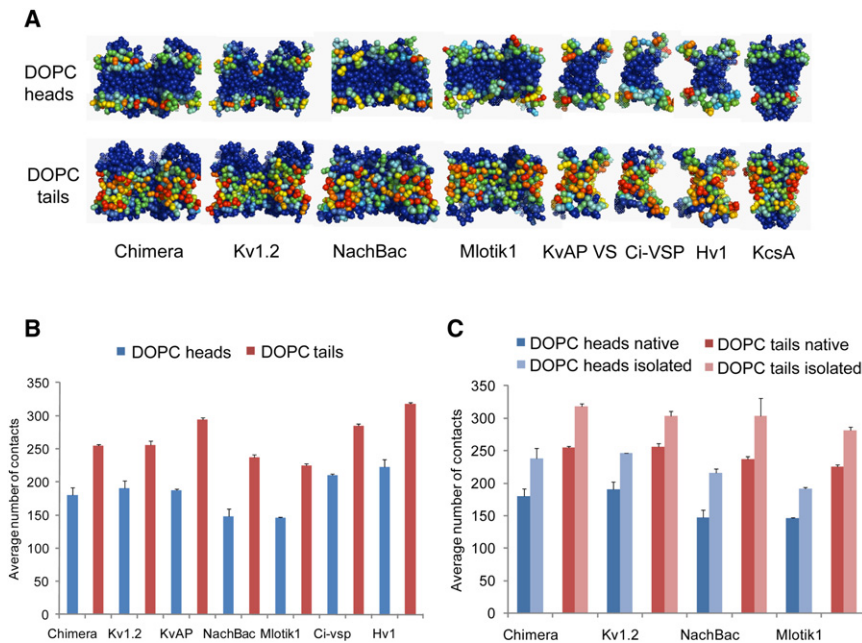 A
DOPC heads
DOPC tails
Chimera Kv1.2 NachBac Mlotik1 KvAP VS Ci-VSP Hv1 KcsA
B
DOPC heads DOPC tails
Average number of contacts
350
300
250
200
150
100
50
0
Chimera Kv1.2 KvAP NachBac Mlotik1 Ci-vsp Hv1
C
DOPC heads native DOPC tails native
DOPC heads isolated DOPC tails isolated
Average number of contacts
350
300
250
200
150
100
50
0
Chimera Kv1.2 NachBac Mlotik1